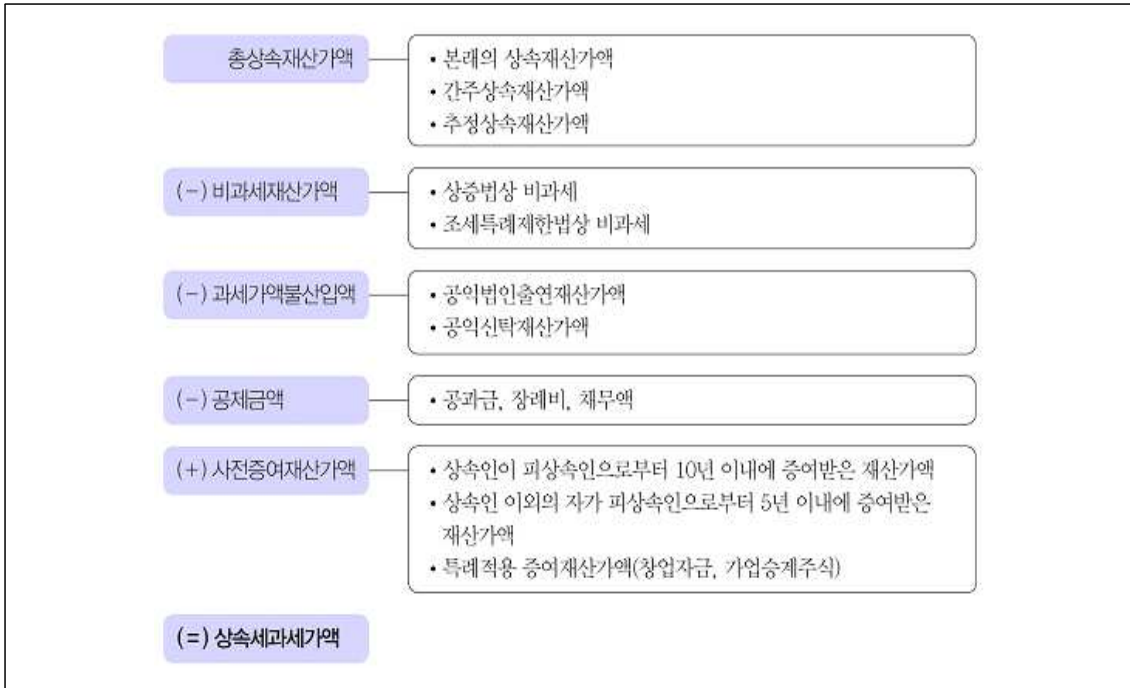 총상속재산가액
• 본래의 상속재산가액
• 간주상속재산가액
• 추정상속재산가액
(-) 비과세재산가액
• 상증법상 비과세
• 조세특례제한법상 비과세
(-) 과세가액불산입액
• 공익법인출연재산가액
• 공익신탁재산가액
(-) 공제금액
• 공과금, 장례비, 채무액
(+) 사전증여재산가액
• 상속인이 피상속인으로부터 10년 이내에 증여받은 재산가액
• 상속인 이외의 자가 피상속인으로부터 5년 이내에 증여받은
재산가액
• 특례적용 증여재산가액(창업자금, 가업승계주식)
(=) 상속세과세가액